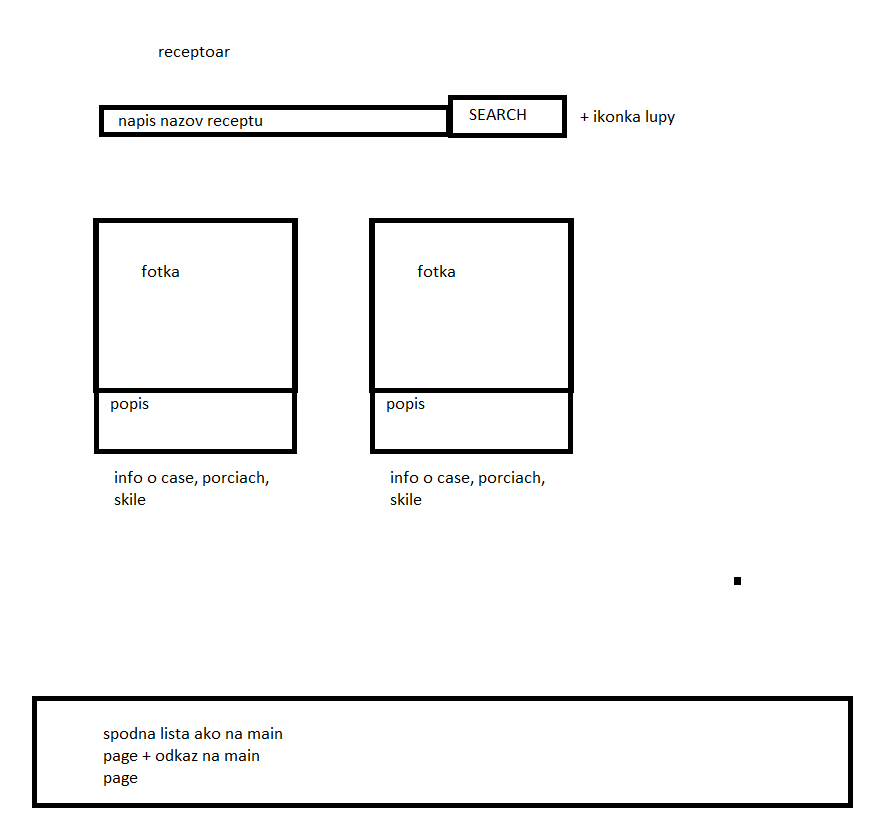 receptoar
napis nazov receptu
SEARCH
+ ikonka lupy
fotka
fotka
popis
popis
info o case, porciach,
skile
info o case, porciach,
skile
spodna lista ako na main
page + odkaz na main
page